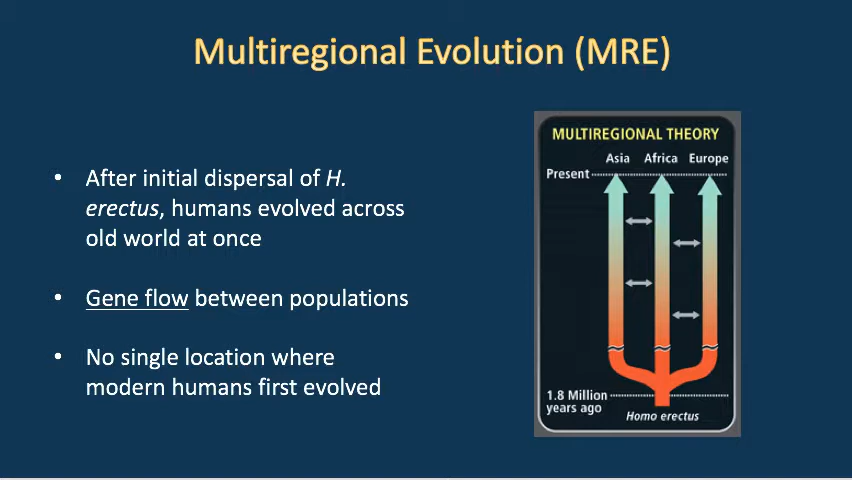 Multiregional Evolution (MRE)
• After initial dispersal of H.
erectus, humans evolved across
old world at once
• Gene flow between populations
• No single location where
modern humans first evolved
MULTIREGIONAL THEORY
Asia Africa Europe
Present
1.8 Million
years ago
Homo erectus